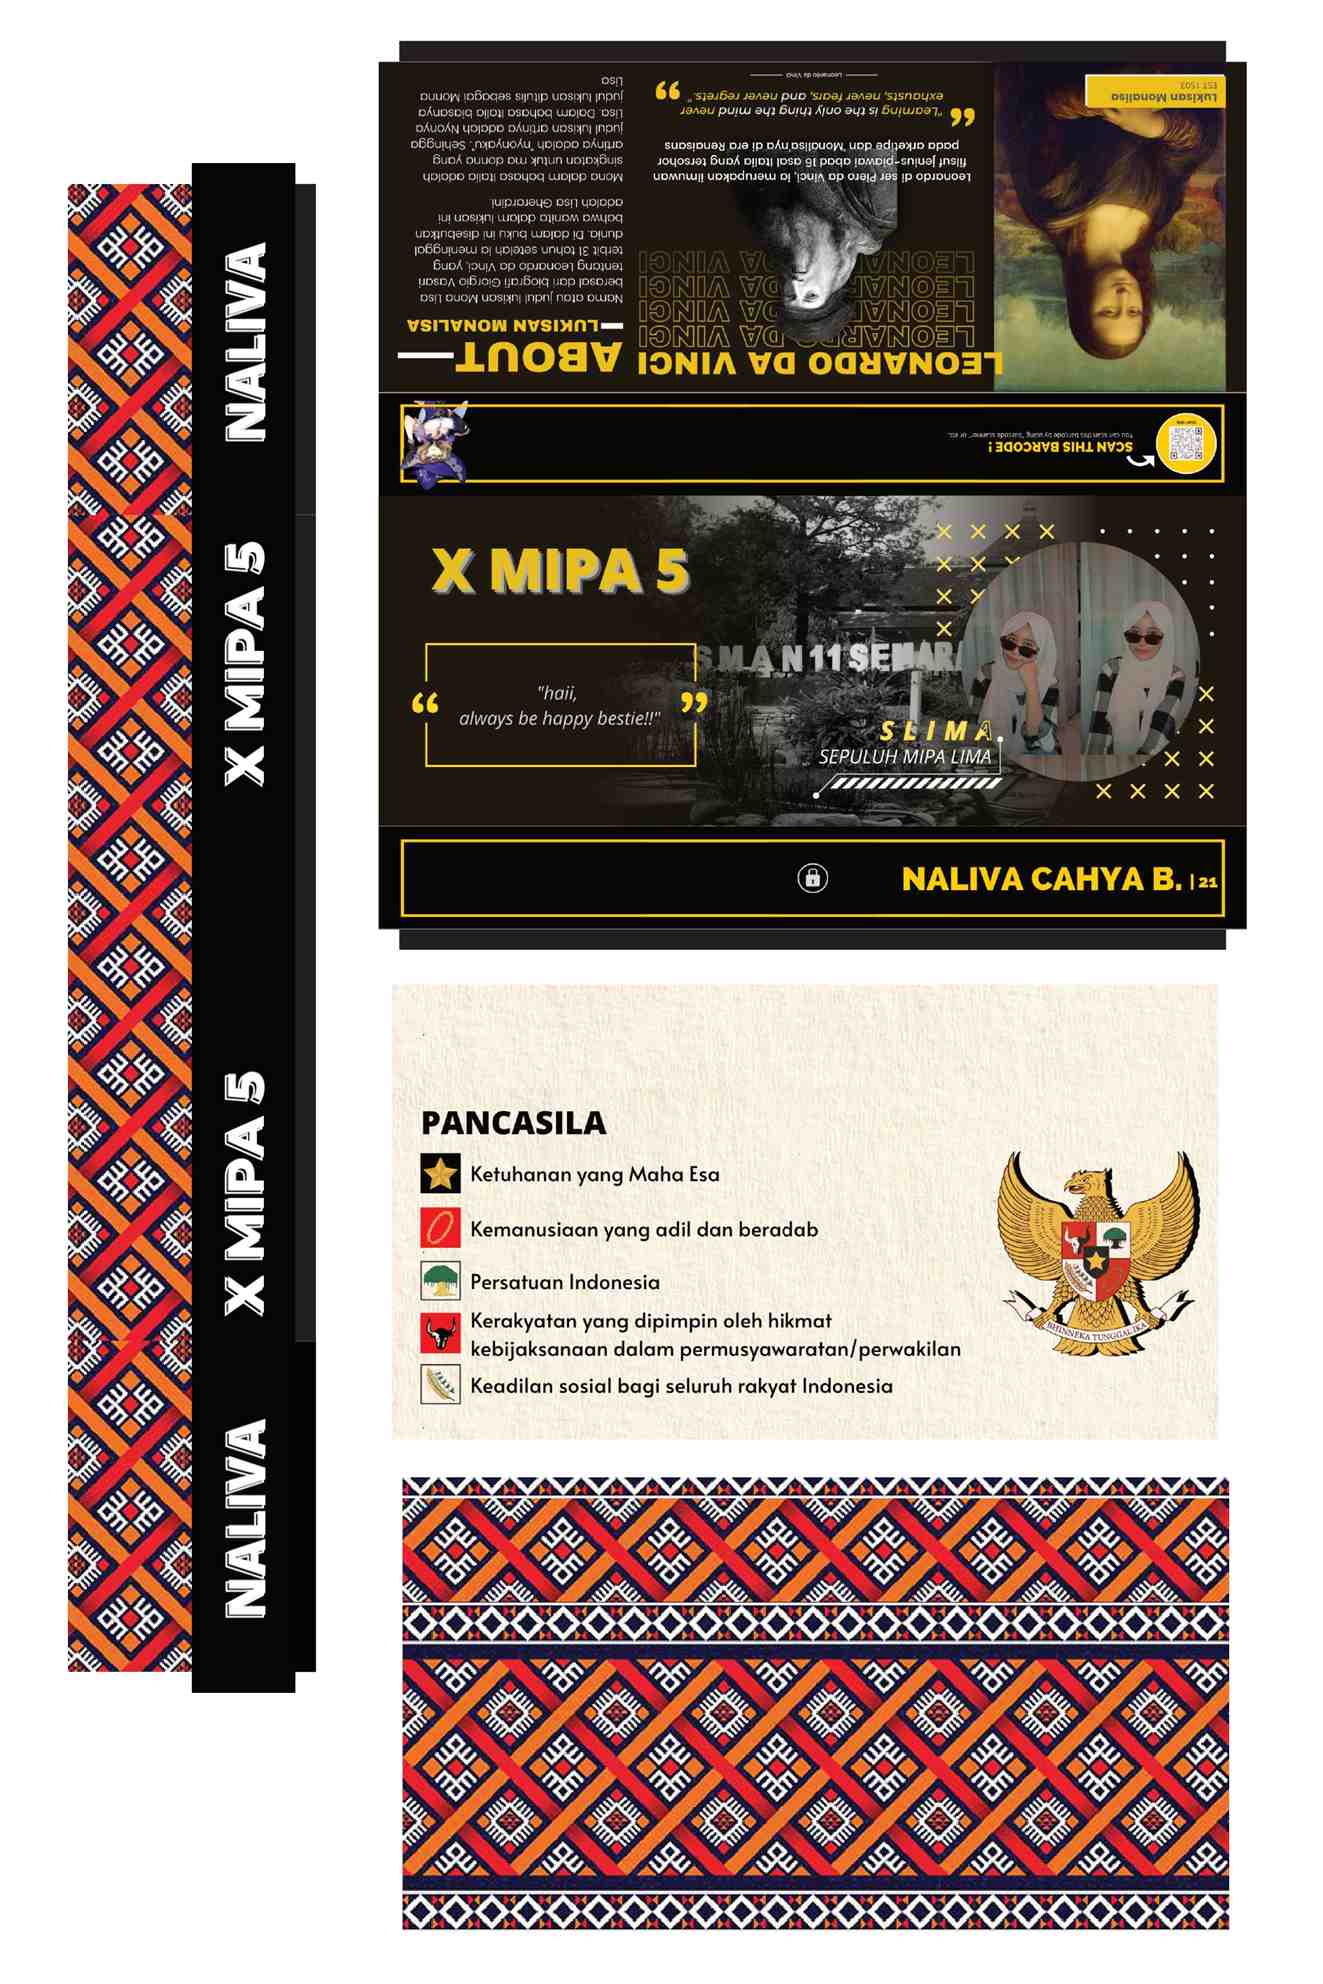 NALIVA
X MIPA 5
X MIPA 5
NALIVA
Lukisan Monalisa
EST 1503
LEONARDO DA VINCI
LEONARDO DA VINCI
LEONARDO DA VINCI
LEONARDO DA VINCI
LEONARDO DA VINCI
Leonardo di ser Piero da Vinci, ia merupakan ilmuwan
filsuf jenius-piawai abad 16 asal Italia yang tersohor
pada arketipe dan "Monalisa"nya di era Renaisans
"Learning is the only thing the mind never
exhausts, never fears, and never regrets."
Leonardo da Vinci
ABOUT
LUKISAN MONALISA
Nama atau judul lukisan Mona Lisa
berasal dari biografi Giorgio Vasari
tentang Leonardo da Vinci, yang
terbit 31 tahun setelah ia meninggal
dunia. Di dalam buku ini disebutkan
bahwa wanita dalam lukisan ini
adalah Lisa Gherardini.
Mona dalam bahasa Italia adalah
singkatan untuk ma donna yang
artinya adalah "nyonyaku". Sehingga
judul lukisan artinya adalah Nyonya
Lisa. Dalam bahasa Italia biasanya
judul lukisan ditulis sebagai Monna
Lisa
SCAN THIS BARCODE !
You can scan this barcode by using "barcode scanner" or etc.
X MIPA 5
"haii,
always be happy bestie!!"
SMAN 11 SEMARA
SLIMA
SEPULUH MIPA LIMA
NALIVA CAHYA B. | 21
PANCASILA
Ketuhanan yang Maha Esa
Kemanusiaan yang adil dan beradab
Persatuan Indonesia
Kerakyatan yang dipimpin oleh hikmat
kebijaksanaan dalam permusyawaratan/perwakilan
Keadilan sosial bagi seluruh rakyat Indonesia
BHINNEKA TUNGGAL IKA